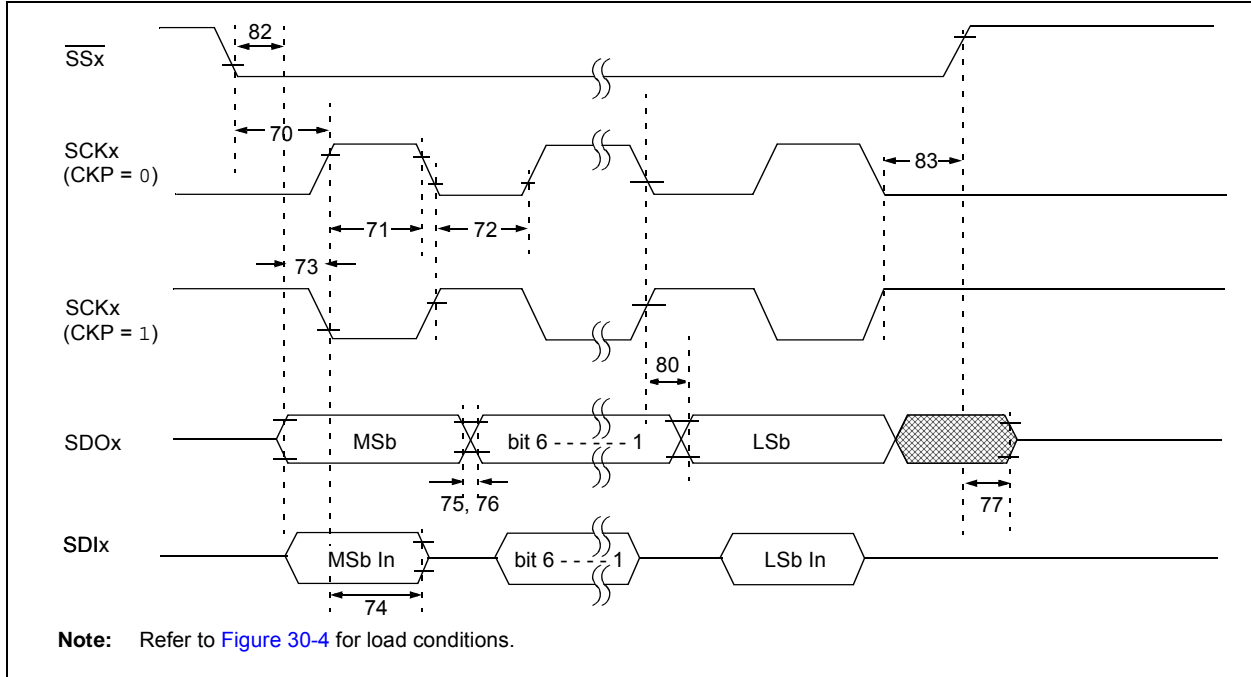 82
SSx
70
SCKx
(CKP = 0)
83
71
72
73
SCKx
(CKP = 1)
80
SDOx
MSb
bit 6 - - - - - - 1
LSb
75, 76
77
SDIx
MSb In
bit 6 - - - - 1
LSb In
74
Note: Refer to Figure 30-4 for load conditions.